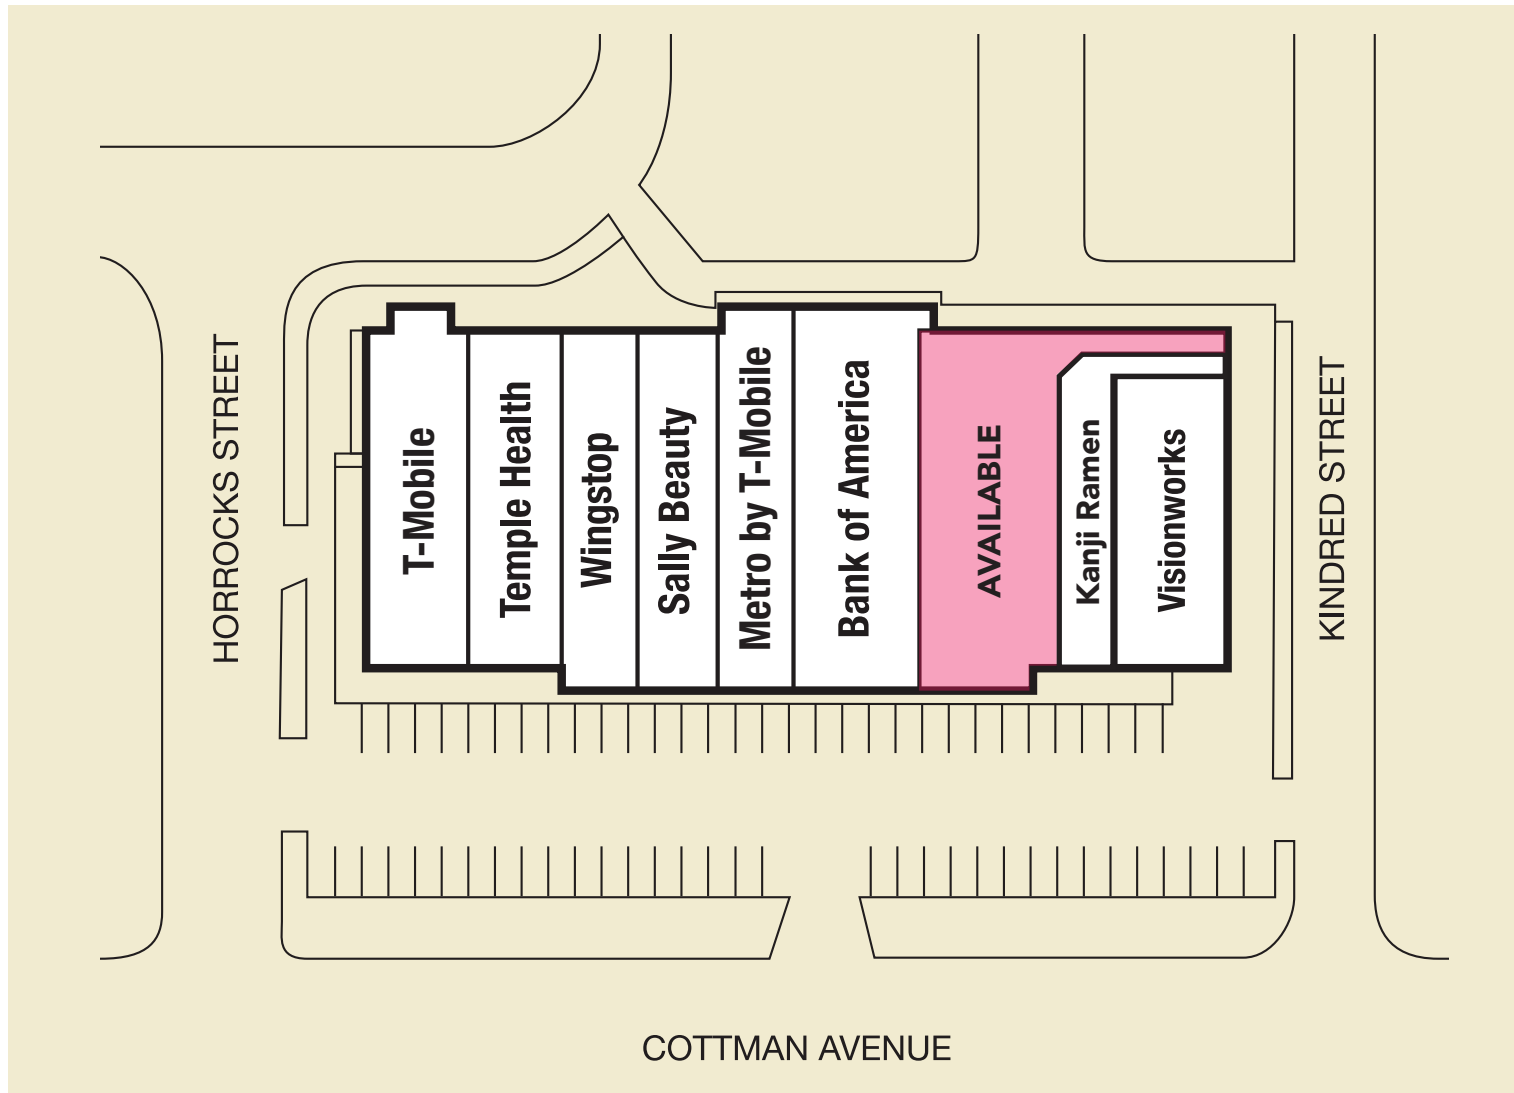 HORROCKS STREET
T-Mobile
Temple Health
Wingstop
Sally Beauty
Metro by T-Mobile
Bank of America
AVAILABLE
Kanji Ramen
Visionworks
KINDRED STREET
COTTMAN AVENUE